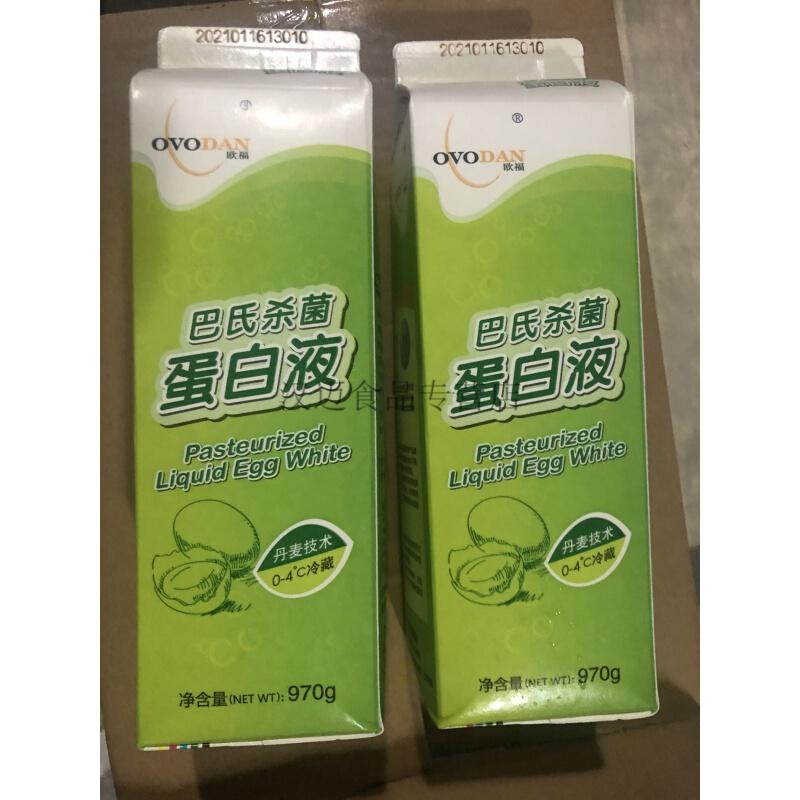 2021011613010
®
OVODAN
欧福
巴氏杀菌
蛋白液
Pasteurized
Liquid Egg White
丹麦技术
0-4°C冷藏
净含量(NET WT): 970g
2021011613010
®
OVODAN
欧福
巴氏杀菌
蛋白液
Pasteurized
Liquid Egg White
丹麦技术
0-4°C冷藏
净含量(NET WT): 970g
食品专